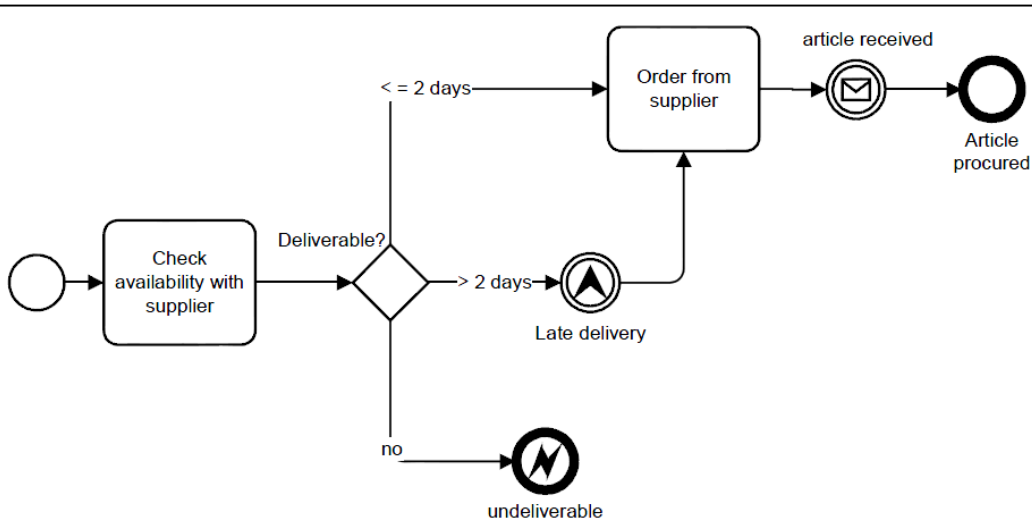 article received
< = 2 days
Order from
supplier
Article
procured
Deliverable?
Check
availability with
supplier
> 2 days
Late delivery
no
undeliverable